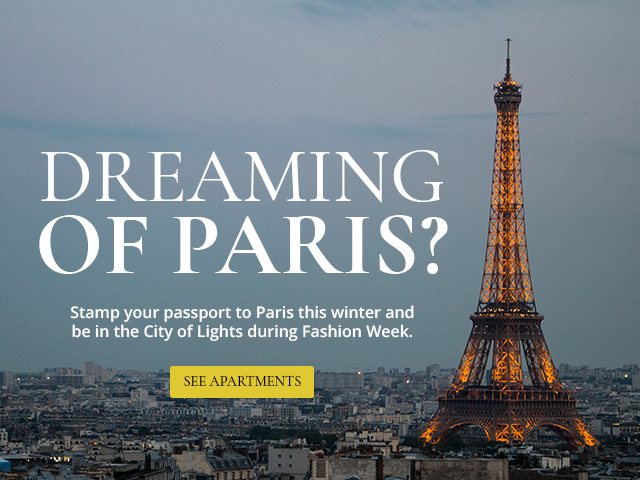 DREAMING
OF PARIS?
Stamp your passport to Paris this winter and
be in the City of Lights during Fashion Week.
SEE APARTMENTS